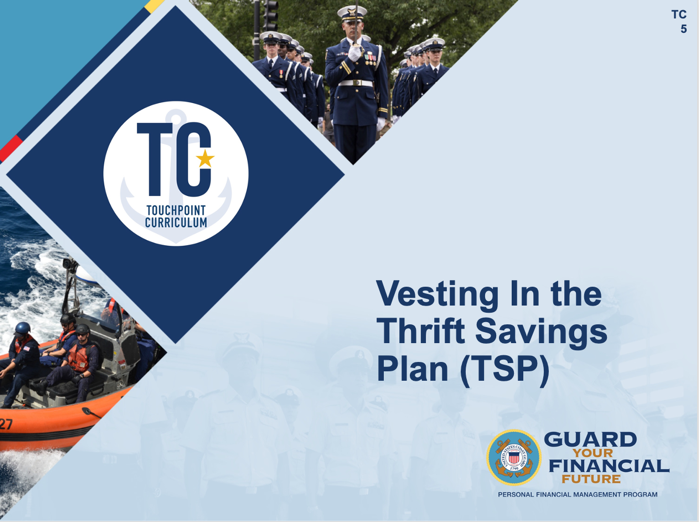 TC
5
TC
TOUCHPOINT
CURRICULUM
27
Vesting In the
Thrift Savings
Plan (TSP)
GUARD
YOUR
FINANCIAL
FUTURE
PERSONAL FINANCIAL MANAGEMENT PROGRAM